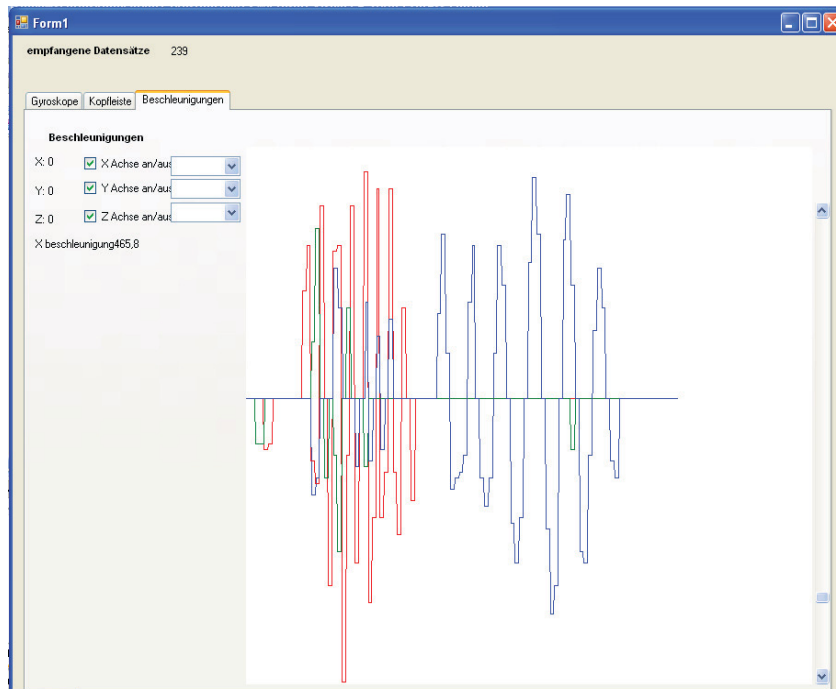 Form1
empfangene Datensätze 239
Gyroskope Kopfleiste Beschleunigungen
Beschleunigungen
X: 0 X Achse an/aus
Y: 0 Y Achse an/aus
Z: 0 Z Achse an/aus
X beschleunigung465,8